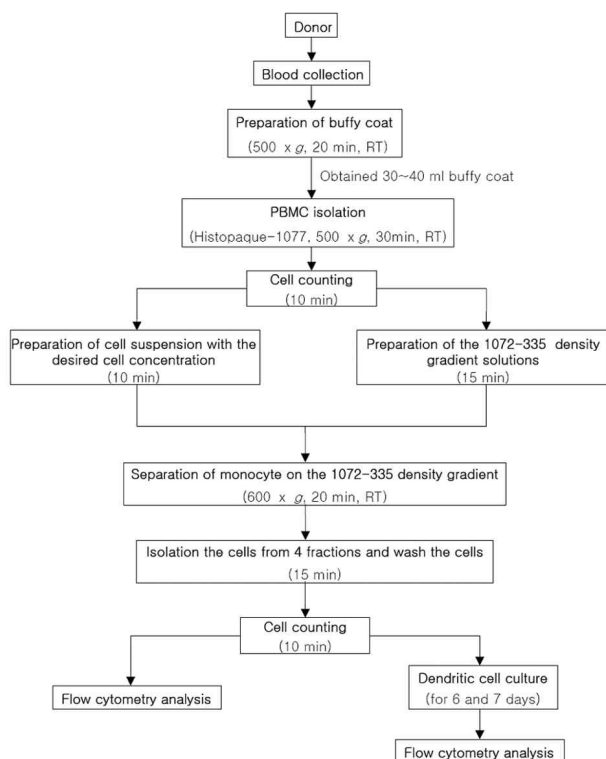 Donor
Blood collection
Preparation of buffy coat
(500 x g, 20 min, RT)
Obtained 30~40 ml buffy coat
PBMC isolation
(Histopaque-1077, 500 x g, 30min, RT)
Cell counting
(10 min)
Preparation of cell suspension with the
desired cell concentration
(10 min)
Preparation of the 1072-335 density
gradient solutions
(15 min)
Separation of monocyte on the 1072-335 density gradient
(600 x g, 20 min, RT)
Isolation the cells from 4 fractions and wash the cells
(15 min)
Cell counting
(10 min)
Flow cytometry analysis
Dendritic cell culture
(for 6 and 7 days)
Flow cytometry analysis